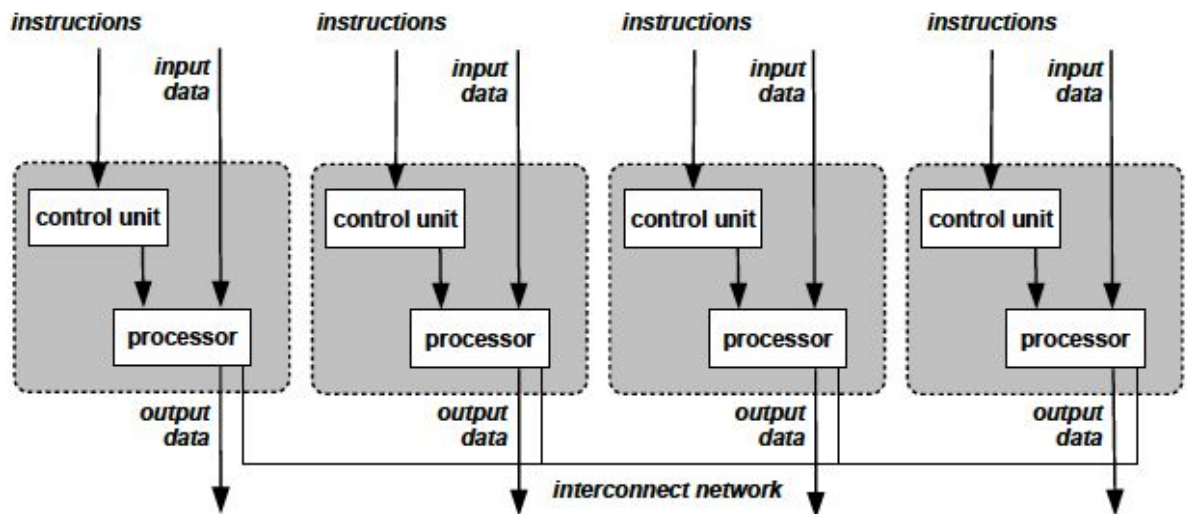 instructions
instructions
instructions
instructions
input
data
input
data
input
data
input
data
control unit
control unit
control unit
control unit
processor
processor
processor
processor
output
data
output
data
output
data
output
data
interconnect network